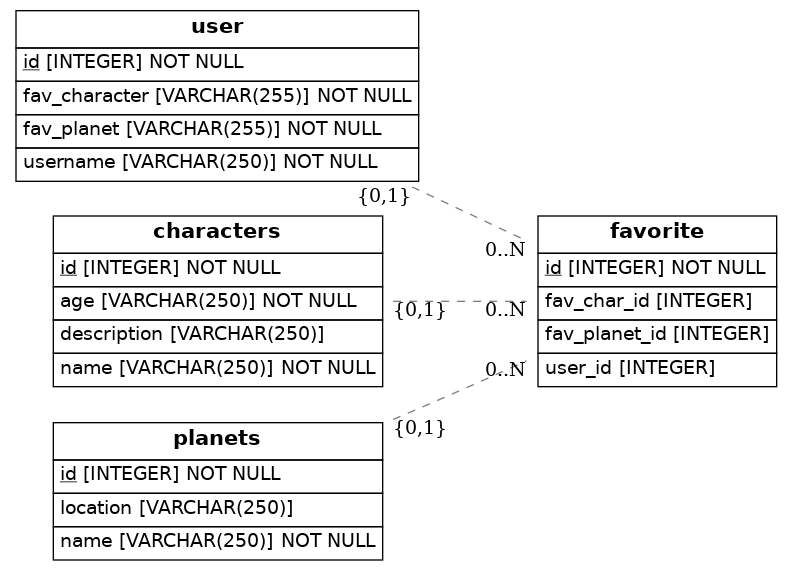 user
id [INTEGER] NOT NULL
fav_character [VARCHAR(255)] NOT NULL
fav_planet [VARCHAR(255)] NOT NULL
username [VARCHAR(250)] NOT NULL
{0,1}
0..N
characters
id [INTEGER] NOT NULL
age [VARCHAR(250)] NOT NULL
description [VARCHAR(250)]
name [VARCHAR(250)] NOT NULL
{0,1}
0..N
favorite
id [INTEGER] NOT NULL
fav_char_id [INTEGER]
fav_planet_id [INTEGER]
user_id [INTEGER]
0..N
{0,1}
planets
id [INTEGER] NOT NULL
location [VARCHAR(250)]
name [VARCHAR(250)] NOT NULL